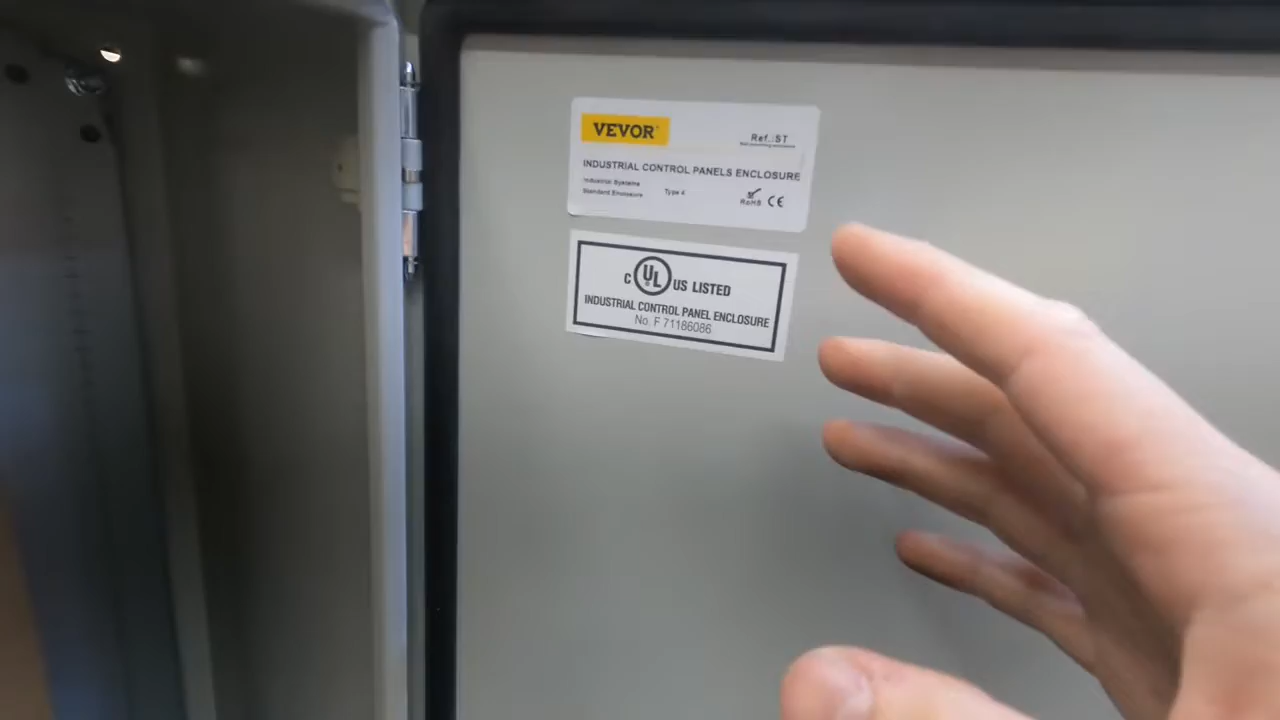 VEVOR
Ref.:ST
INDUSTRIAL CONTROL PANELS ENCLOSURE
Industrial Systems
Standard Enclosure Type 4
RoHS CE
C UL US LISTED
INDUSTRIAL CONTROL PANEL ENCLOSURE
No. F 71186086